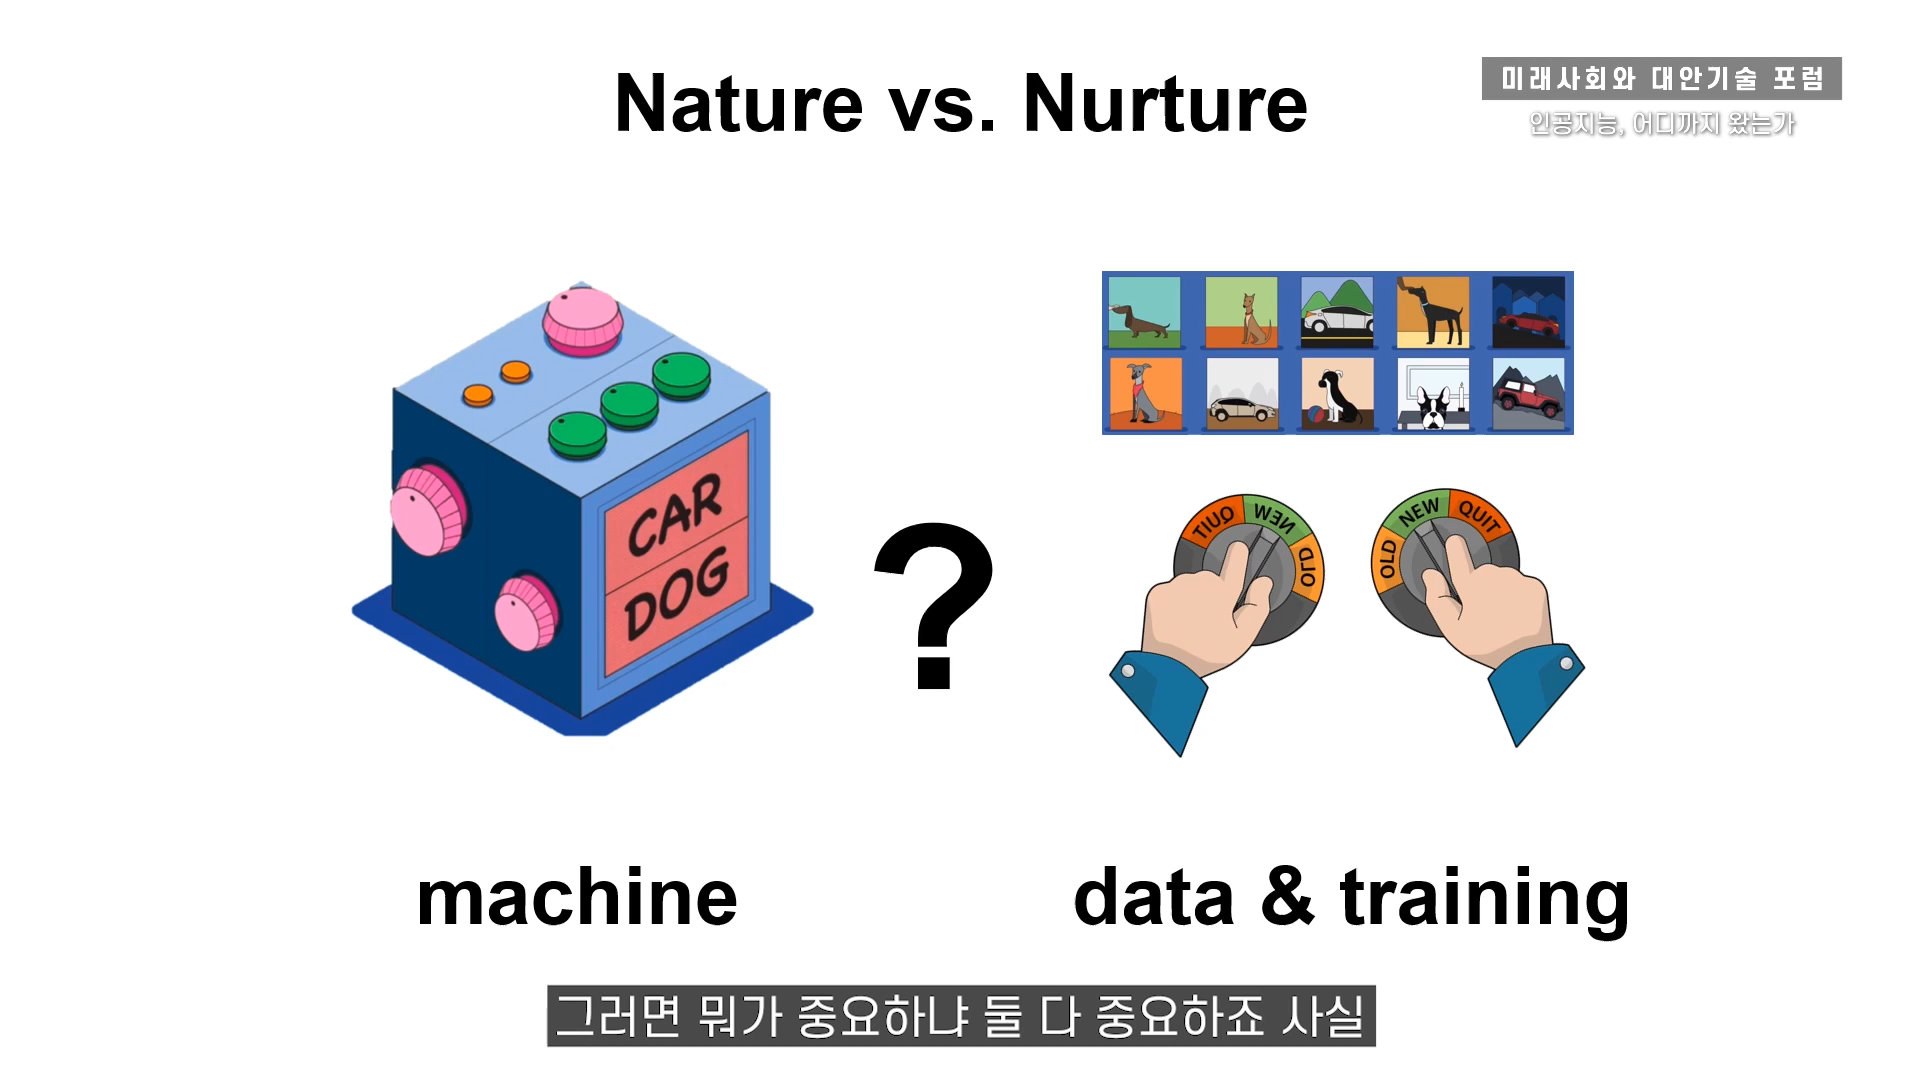 Nature vs. Nurture
미래사회와 대안기술 포럼
인공지능, 어디까지 왔는가
CAR
DOG
?
QUIT NEW OLD
OLD NEW QUIT
machine
data & training
그러면 뭐가 중요하냐 둘 다 중요하죠 사실